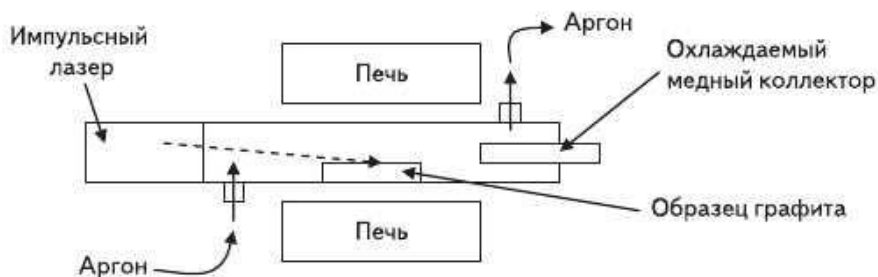 Импульсный
лазер
Печь
Аргон
Охлаждаемый
медный коллектор
Образец графита
Печь
Аргон